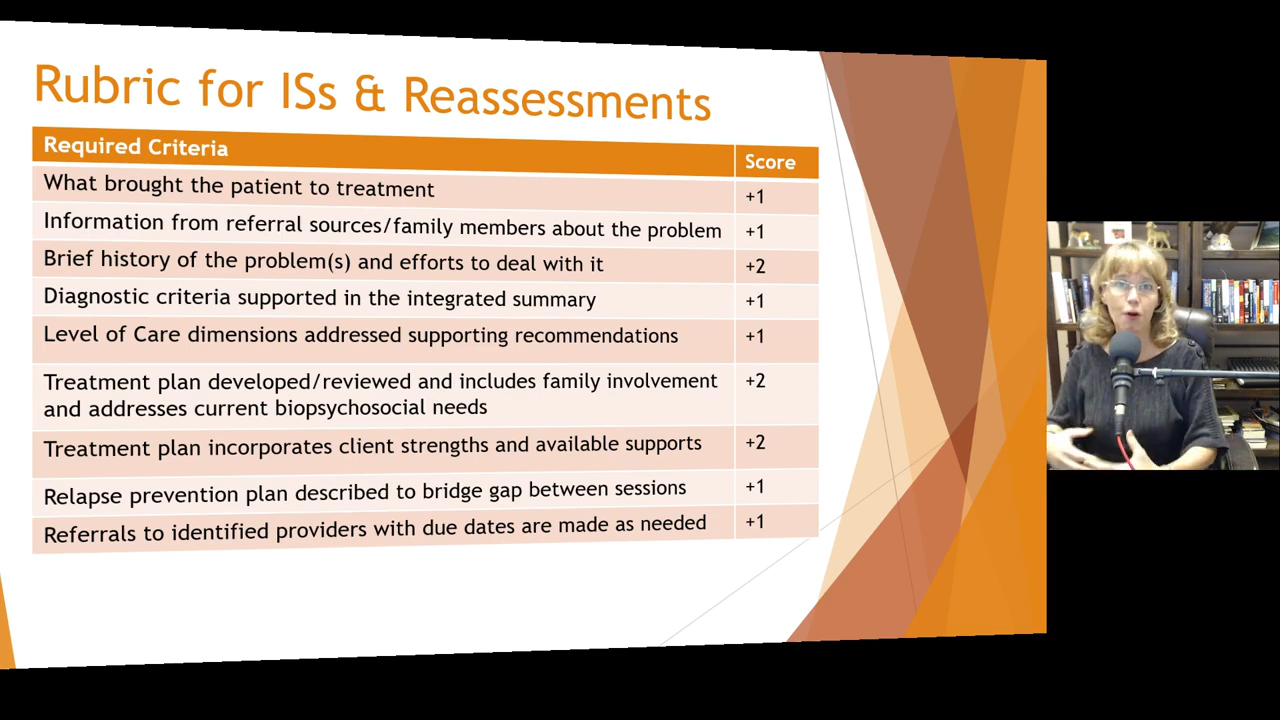 Rubric for ISs & Reassessments
Required Criteria Score
What brought the patient to treatment +1
Information from referral sources/family members about the problem +1
Brief history of the problem(s) and efforts to deal with it +2
Diagnostic criteria supported in the integrated summary +1
Level of Care dimensions addressed supporting recommendations +1
Treatment plan developed/reviewed and includes family involvement +2
and addresses current biopsychosocial needs
Treatment plan incorporates client strengths and available supports +2
Relapse prevention plan described to bridge gap between sessions +1
Referrals to identified providers with due dates are made as needed +1